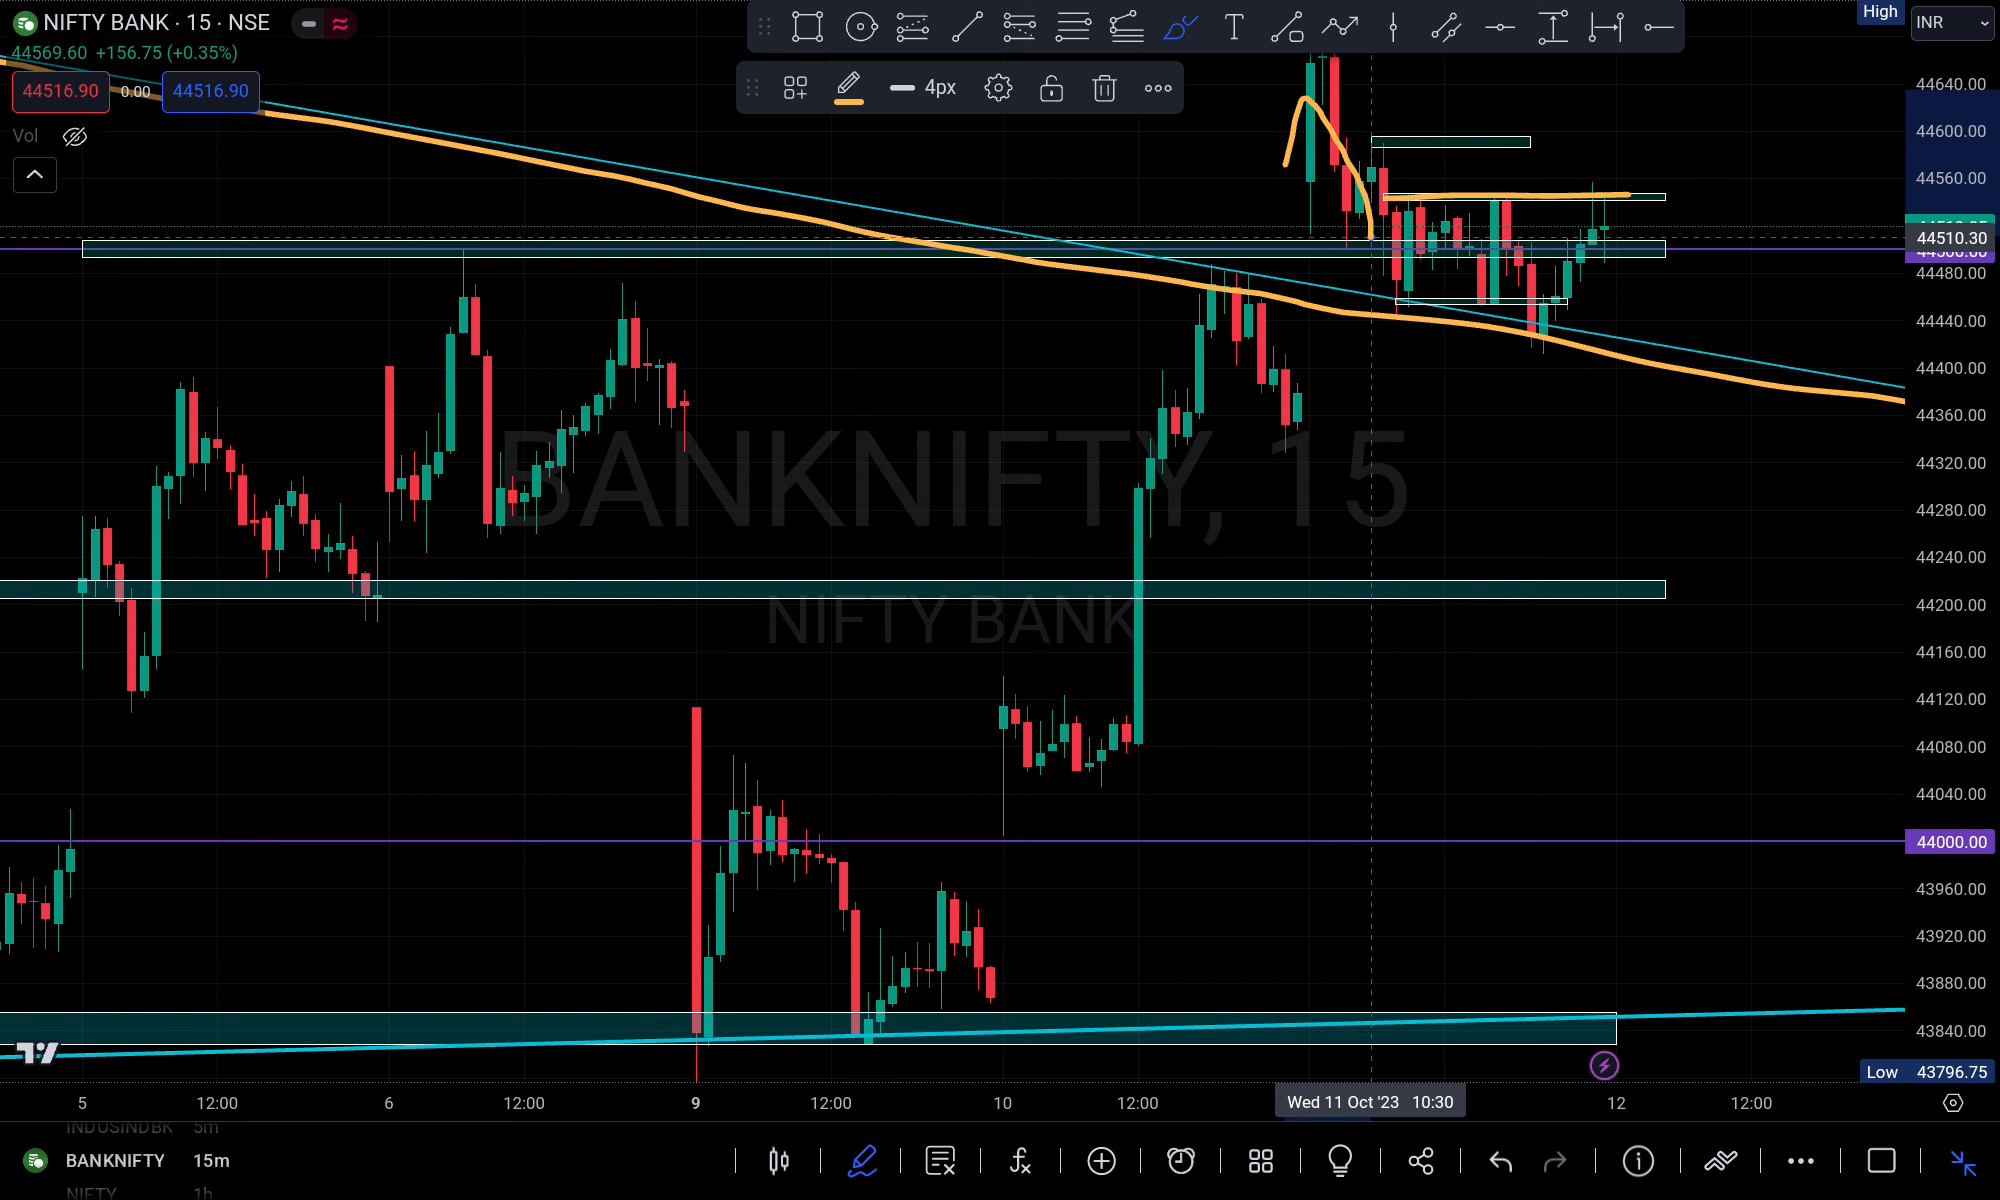 NIFTY BANK · 15 · NSE
44569.60 +156.75 (+0.35%)
44516.90 0.00 44516.90
Vol
4px
High
INR
44640.00
44600.00
44560.00
44510.30
44480.00
44440.00
44400.00
44360.00
44320.00
44280.00
44240.00
44200.00
44160.00
44120.00
44080.00
44040.00
44000.00
43960.00
43920.00
43880.00
43840.00
Low 43796.75
BANKNIFTY, 15
NIFTY BANK
5 12:00 6 12:00 9 12:00 10 12:00 Wed 11 Oct '23 10:30 12 12:00
INDUSINDBK 5m
BANKNIFTY 15m
NIFTY 1h